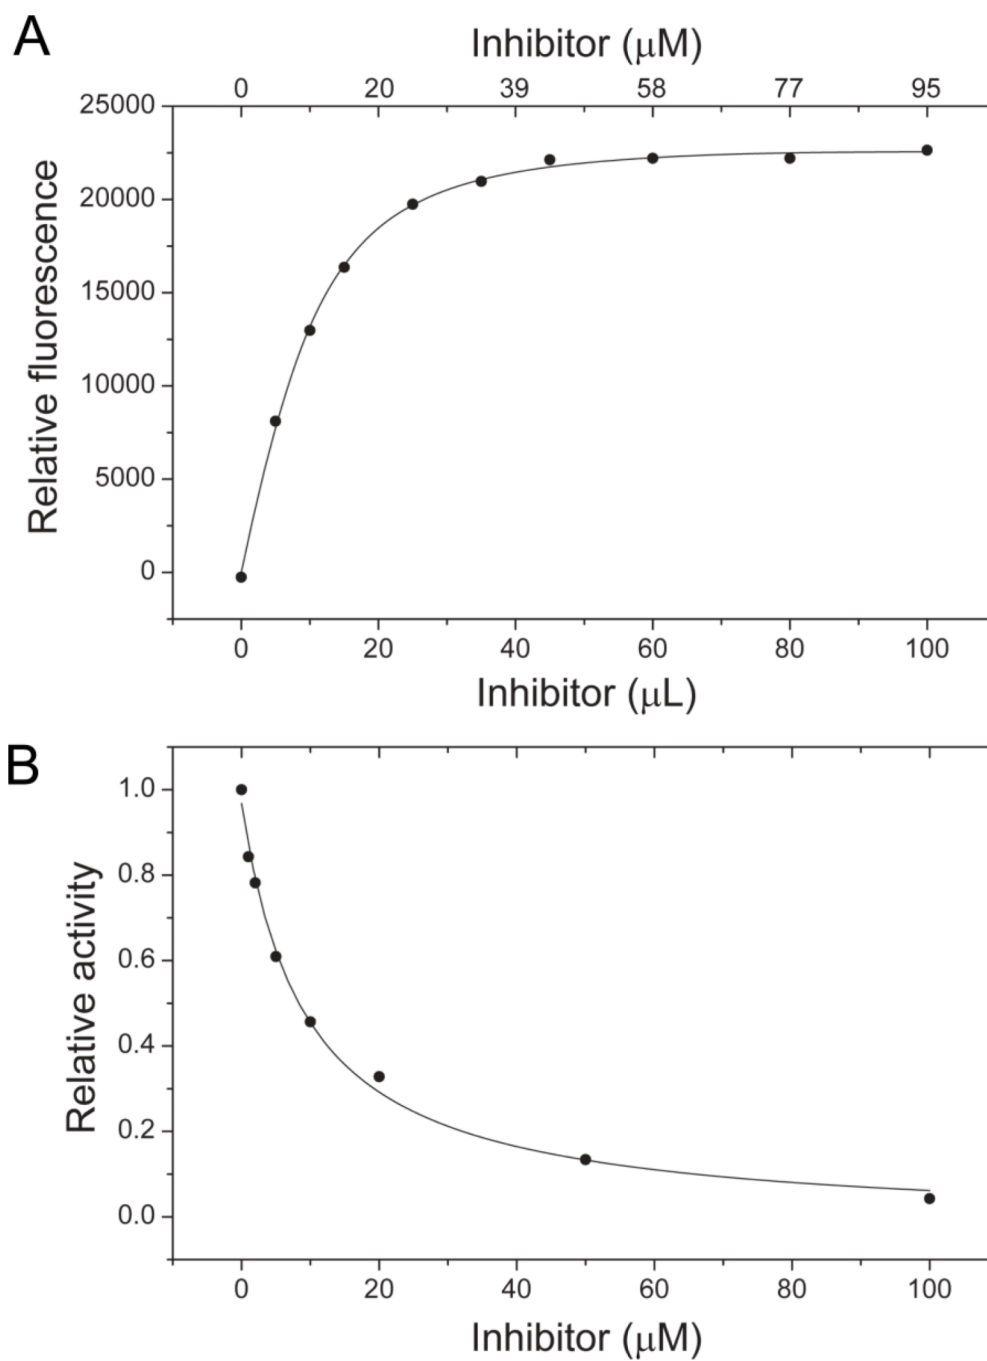 A
Inhibitor (μM)
0 20 39 58 77 95
25000
20000
15000
10000
5000
0
Relative fluorescence
0 20 40 60 80 100
Inhibitor (μL)
B
1.0
0.8
0.6
0.4
0.2
0.0
Relative activity
0 20 40 60 80 100
Inhibitor (μM)